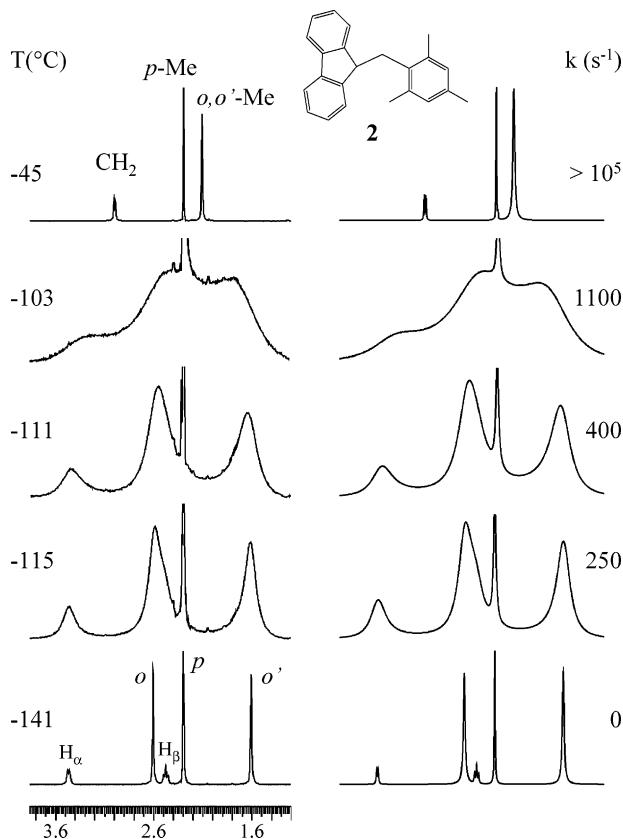 T(°C)
k (s⁻¹)
2
p-Me
o,o'-Me
CH₂
-45
> 10⁵
-103
1100
-111
400
-115
250
o
p
o'
-141
0
Hα
Hβ
3.6 2.6 1.6